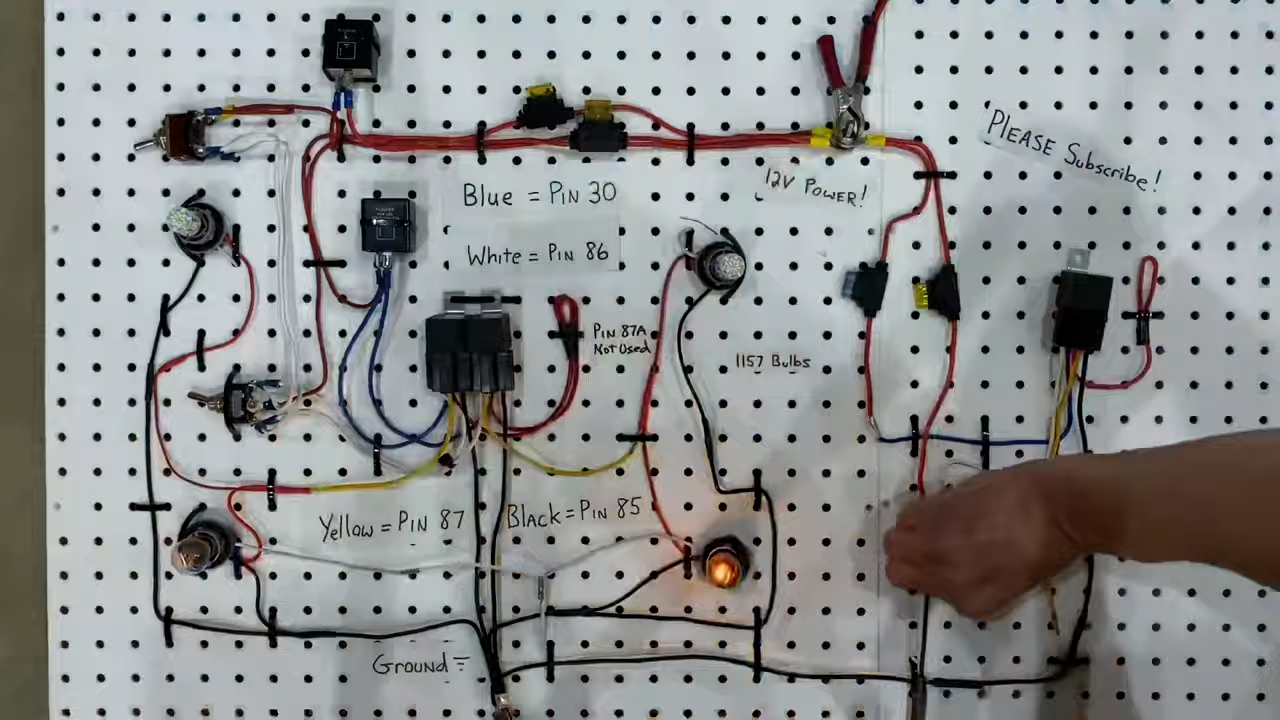 PLEASE Subscribe!
12V POWER!
Blue = PIN 30
White = PIN 86
PIN 87A
Not Used
1157 Bulbs
Yellow = PIN 87
Black = PIN 85
GROUND